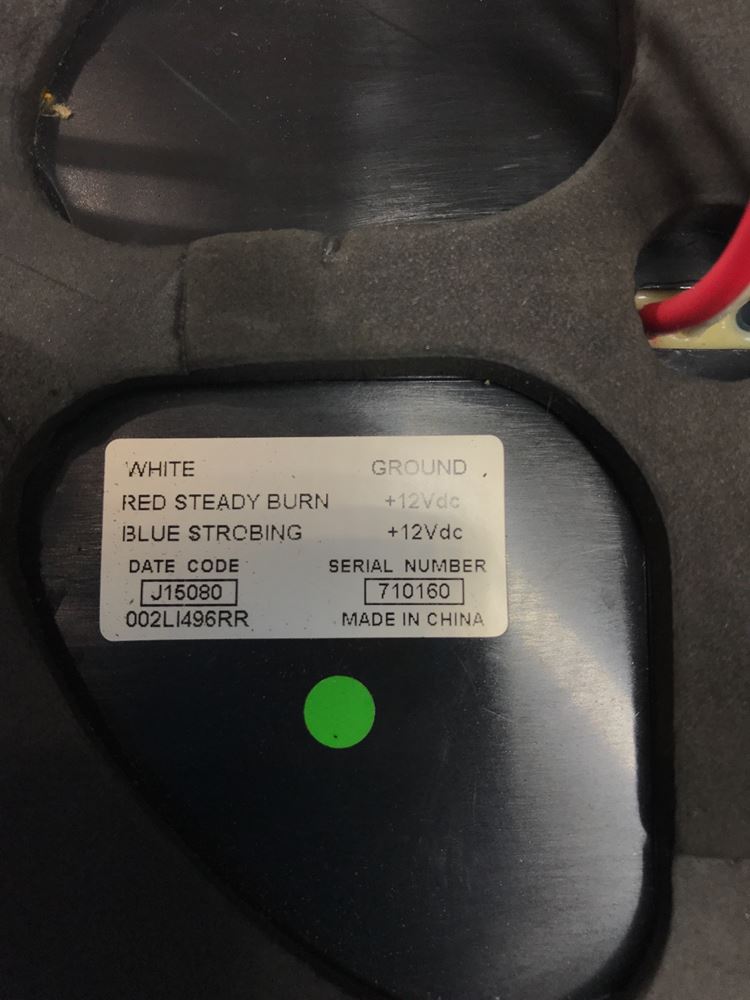 WHITE GROUND
RED STEADY BURN +12Vdc
BLUE STROBING +12Vdc
DATE CODE SERIAL NUMBER
J15080 710160
002LI496RR MADE IN CHINA